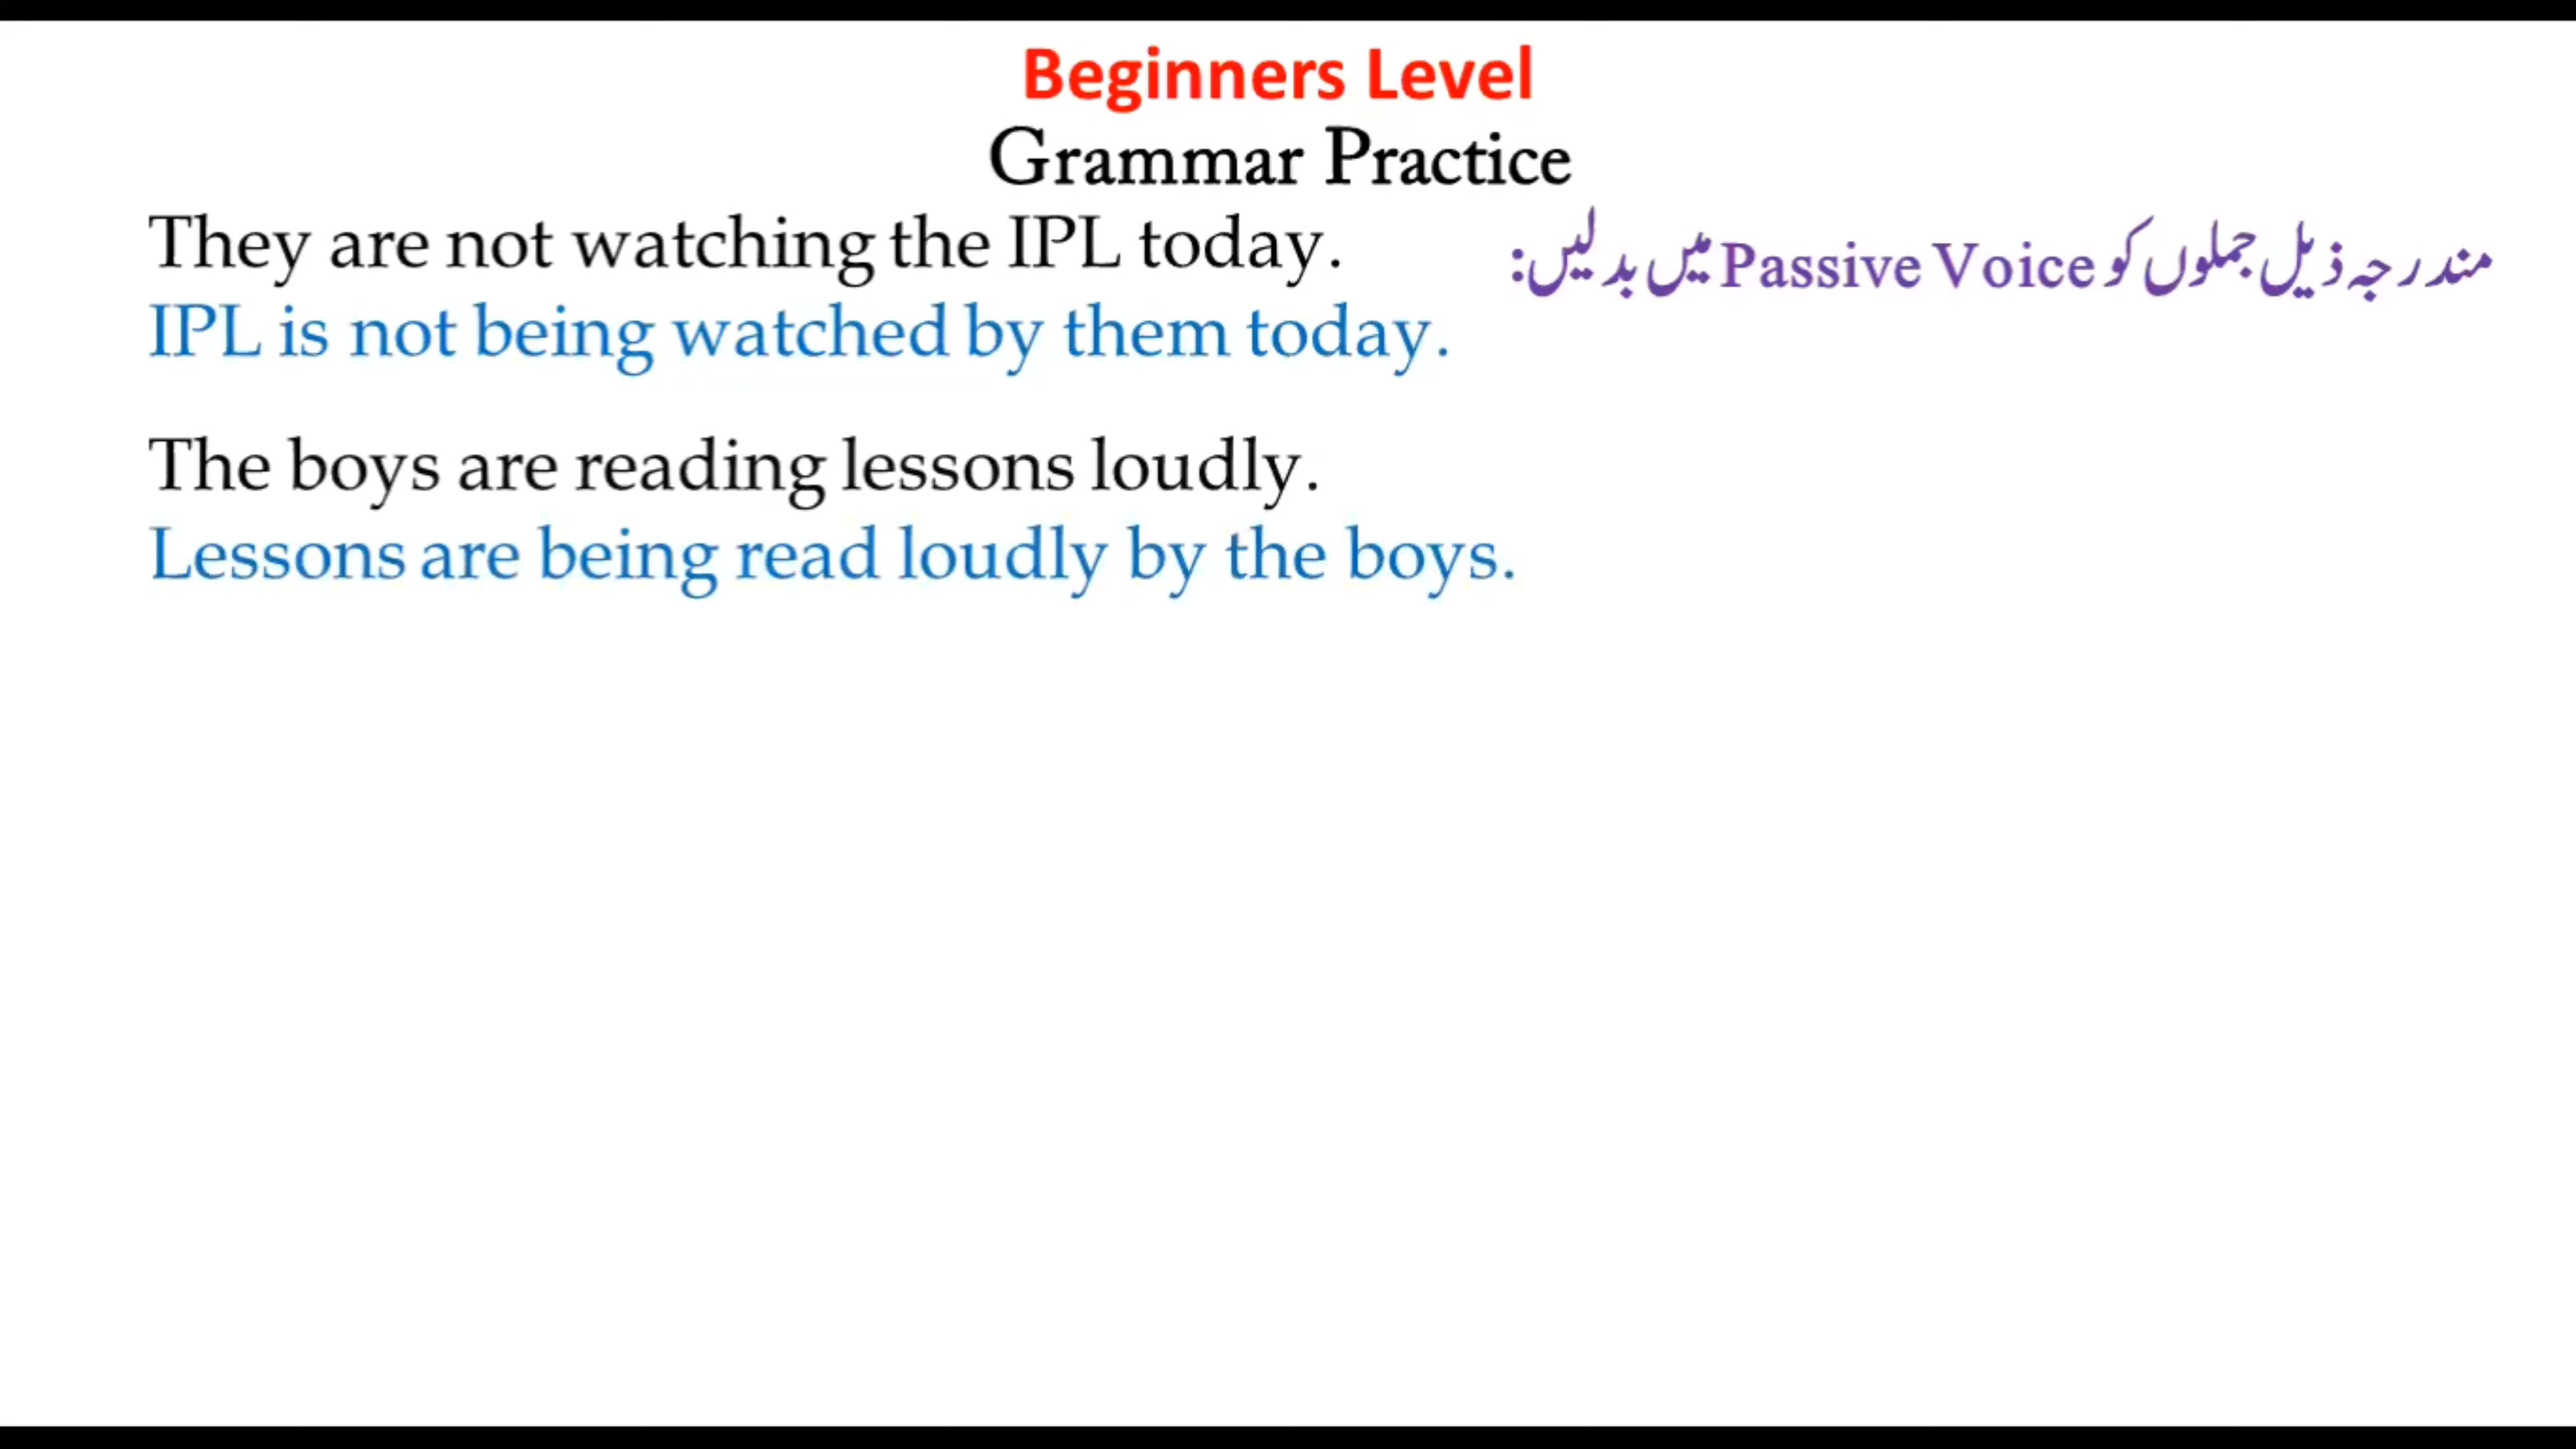 Beginners Level
Grammar Practice
They are not watching the IPL today.
مندرجہ ذیل جملوں کو Passive Voice میں بدلیں:
IPL is not being watched by them today.
The boys are reading lessons loudly.
Lessons are being read loudly by the boys.